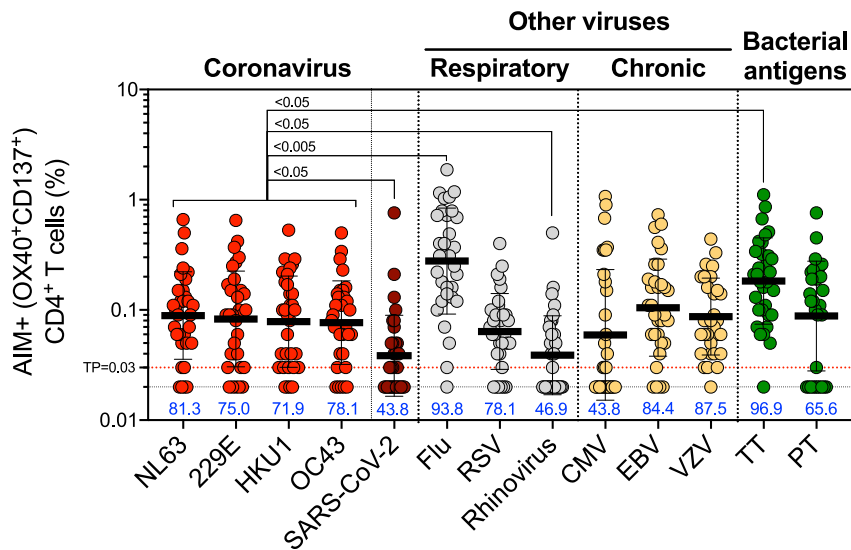 Other viruses
Coronavirus
Respiratory
Chronic
Bacterial
antigens
AIM+ (OX40⁺CD137⁺)
CD4⁺ T cells (%)
10
1
0.1
0.01
TP=0.03
<0.05
<0.05
<0.005
<0.05
81.3 75.0 71.9 78.1 43.8 93.8 78.1 46.9 43.8 84.4 87.5 96.9 65.6
NL63
229E
HKU1
OC43
SARS-CoV-2
Flu
RSV
Rhinovirus
CMV
EBV
VZV
TT
PT